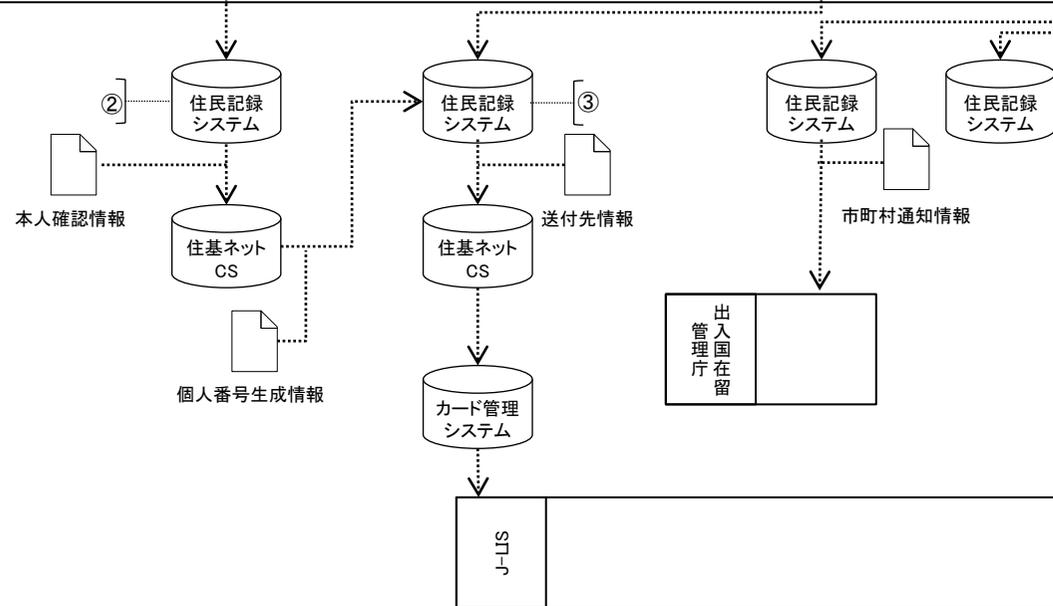 ②
住民記録
システム
住民記録
システム
③
住民記録
システム
住民記録
システム
本人確認情報
送付先情報
市町村通知情報
住基ネット
CS
住基ネット
CS
個人番号生成情報
出入国在留
管理庁
カード管理
システム
J-LIS